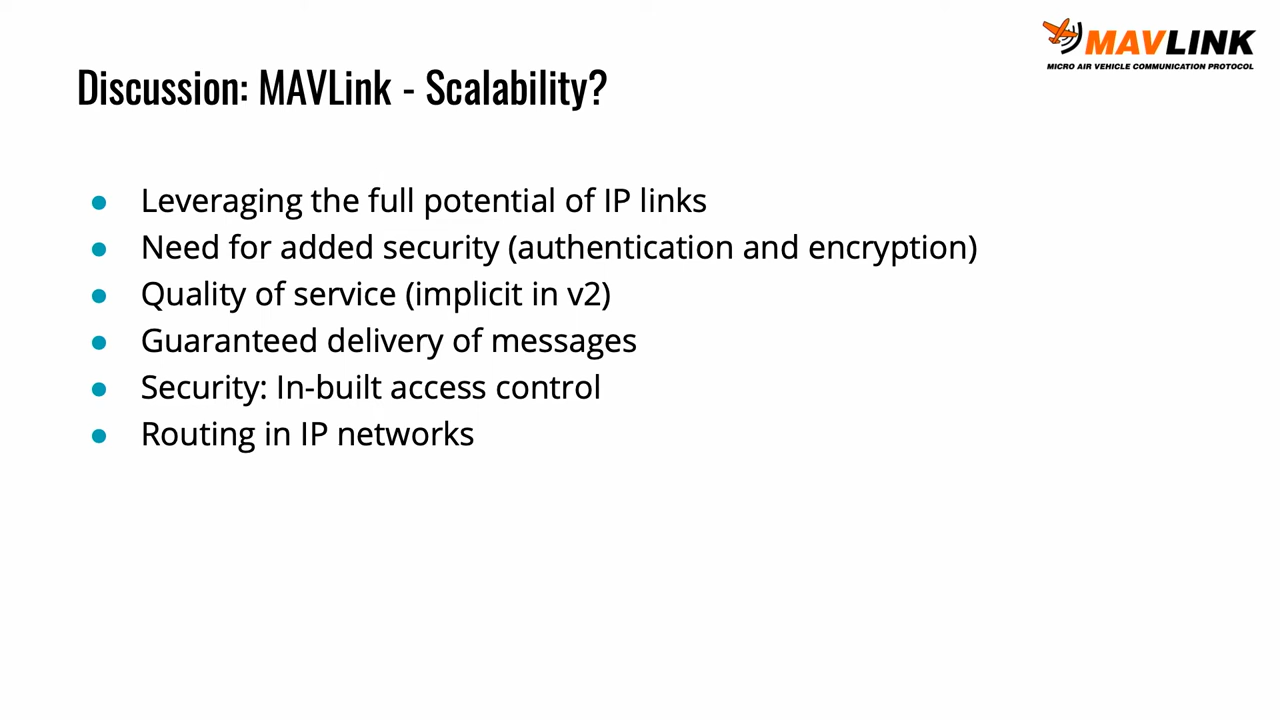 MAVLINK
MICRO AIR VEHICLE COMMUNICATION PROTOCOL
Discussion: MAVLink - Scalability?
● Leveraging the full potential of IP links
● Need for added security (authentication and encryption)
● Quality of service (implicit in v2)
● Guaranteed delivery of messages
● Security: In-built access control
● Routing in IP networks